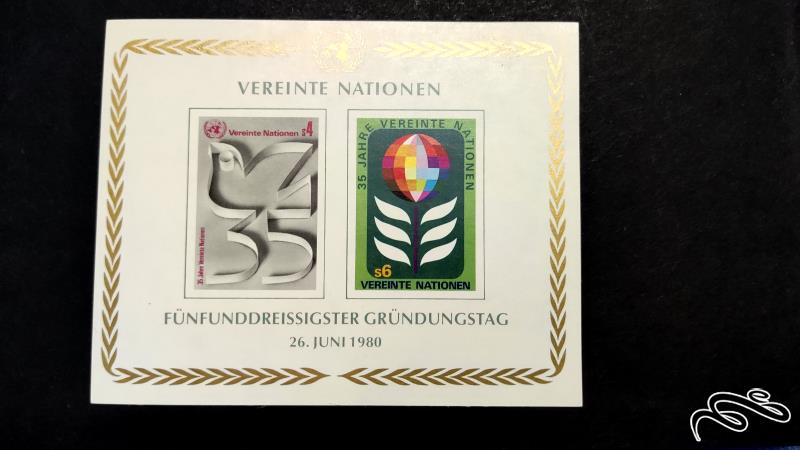 VEREINTE NATIONEN
Vereinte Nationen s4
35 Jahre Vereinte Nationen
35 JAHRE VEREINTE NATIONEN
s6
VEREINTE NATIONEN
FÜNFUNDDREISSIGSTER GRÜNDUNGSTAG
26. JUNI 1980